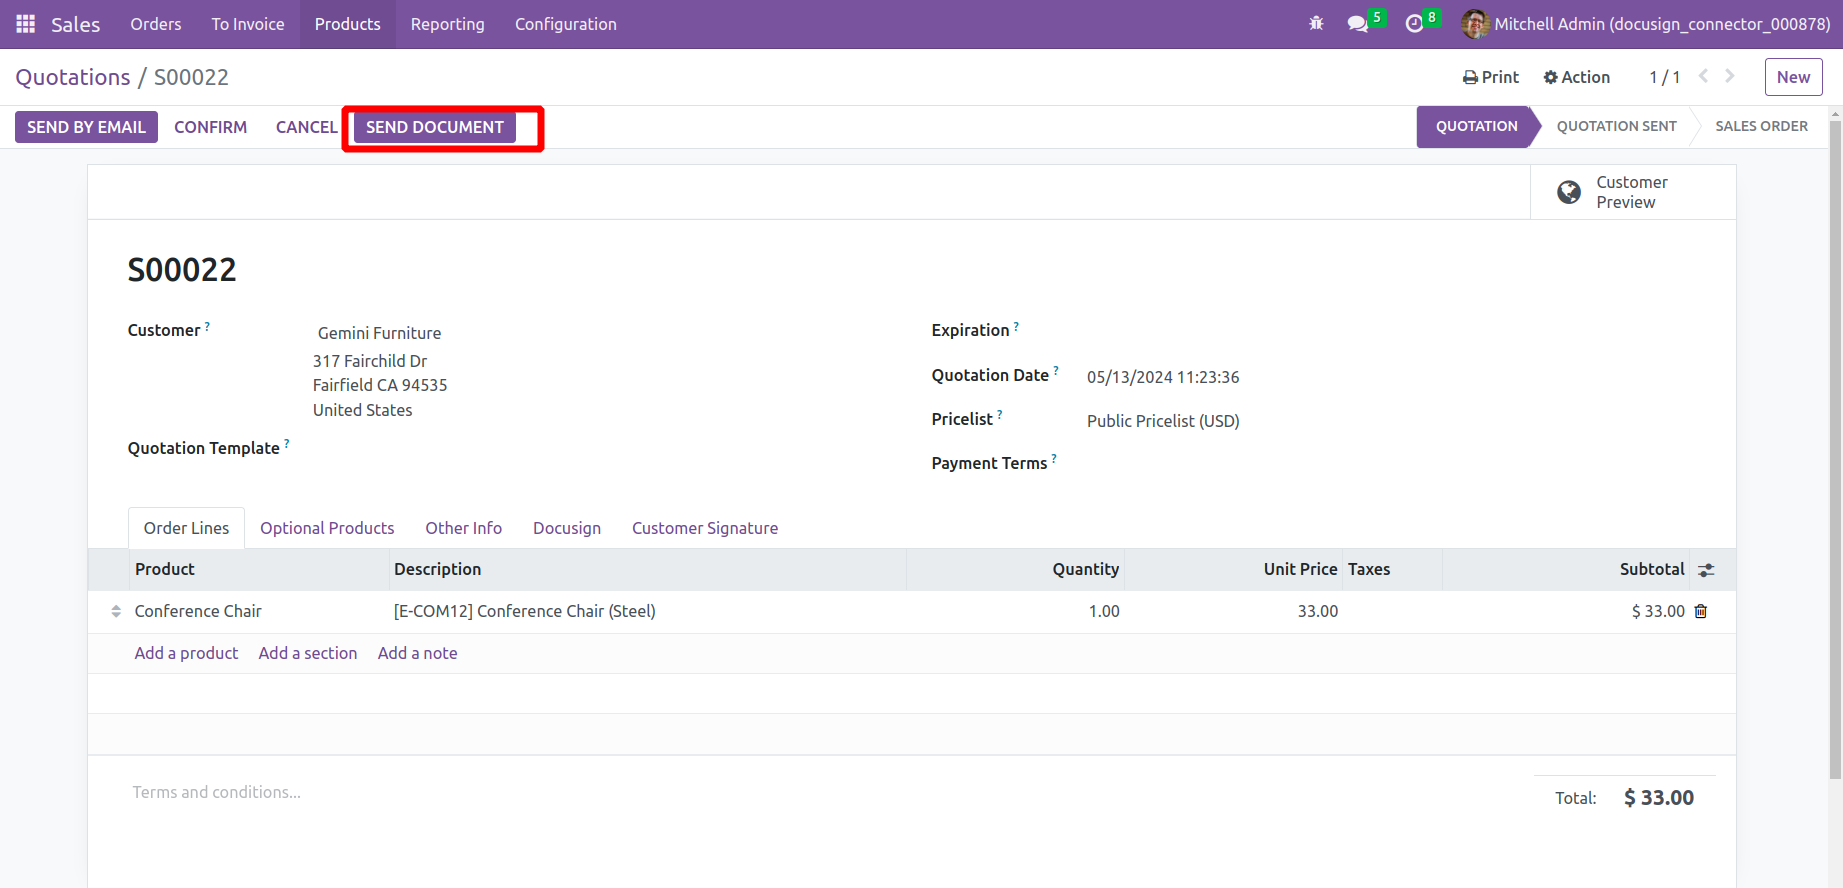 Sales Orders To Invoice Products Reporting Configuration 5 8 Mitchell Admin (docusign_connector_000878)
Quotations / S00022 Print Action 1 / 1 New
SEND BY EMAIL CONFIRM CANCEL SEND DOCUMENT QUOTATION QUOTATION SENT SALES ORDER
Customer
Preview
S00022
Customer ? Gemini Furniture Expiration ?
317 Fairchild Dr
Fairfield CA 94535 Quotation Date ? 05/13/2024 11:23:36
United States Pricelist ? Public Pricelist (USD)
Quotation Template ? Payment Terms ?
Order Lines Optional Products Other Info Docusign Customer Signature
Product Description Quantity Unit Price Taxes Subtotal
Conference Chair [E-COM12] Conference Chair (Steel) 1.00 33.00 $ 33.00
Add a product Add a section Add a note
Terms and conditions... Total: $ 33.00